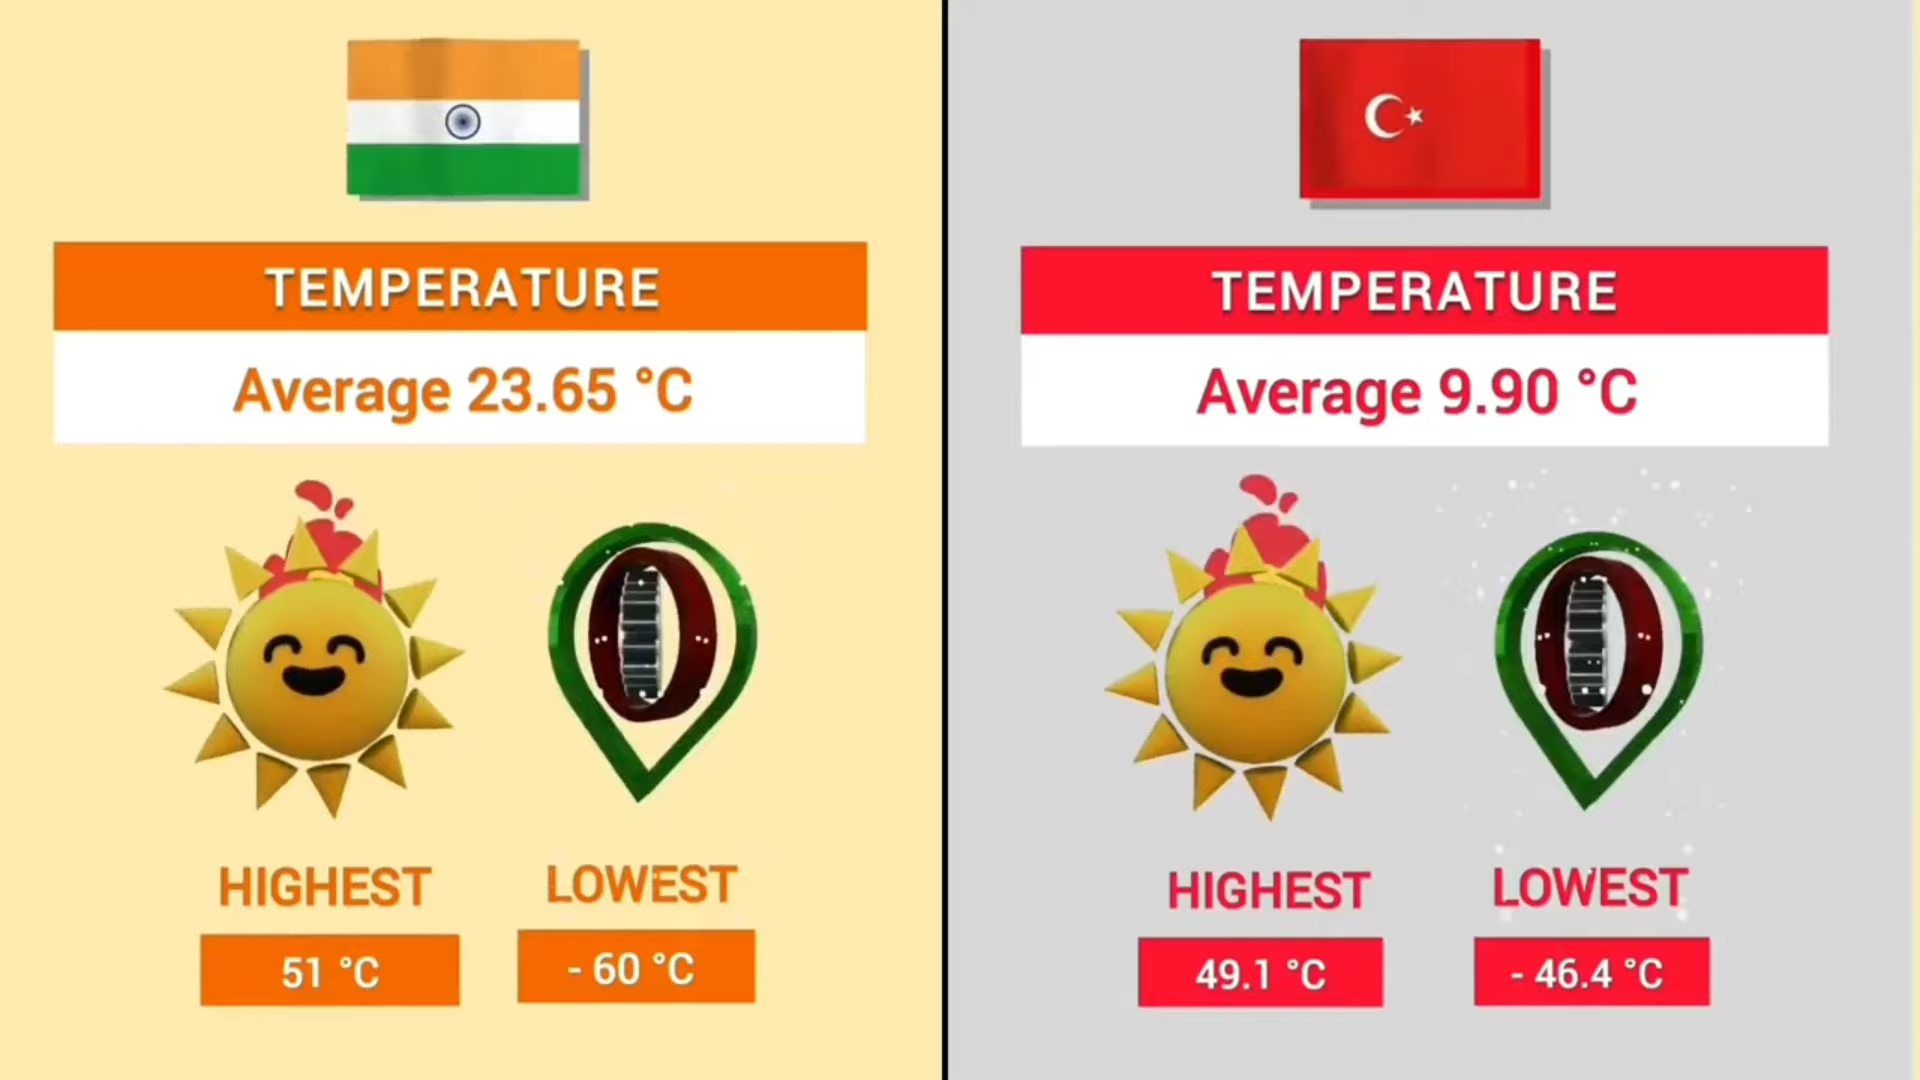 TEMPERATURE
Average 23.65 °C
HIGHEST
LOWEST
51 °C
- 60 °C
TEMPERATURE
Average 9.90 °C
HIGHEST
LOWEST
49.1 °C
- 46.4 °C